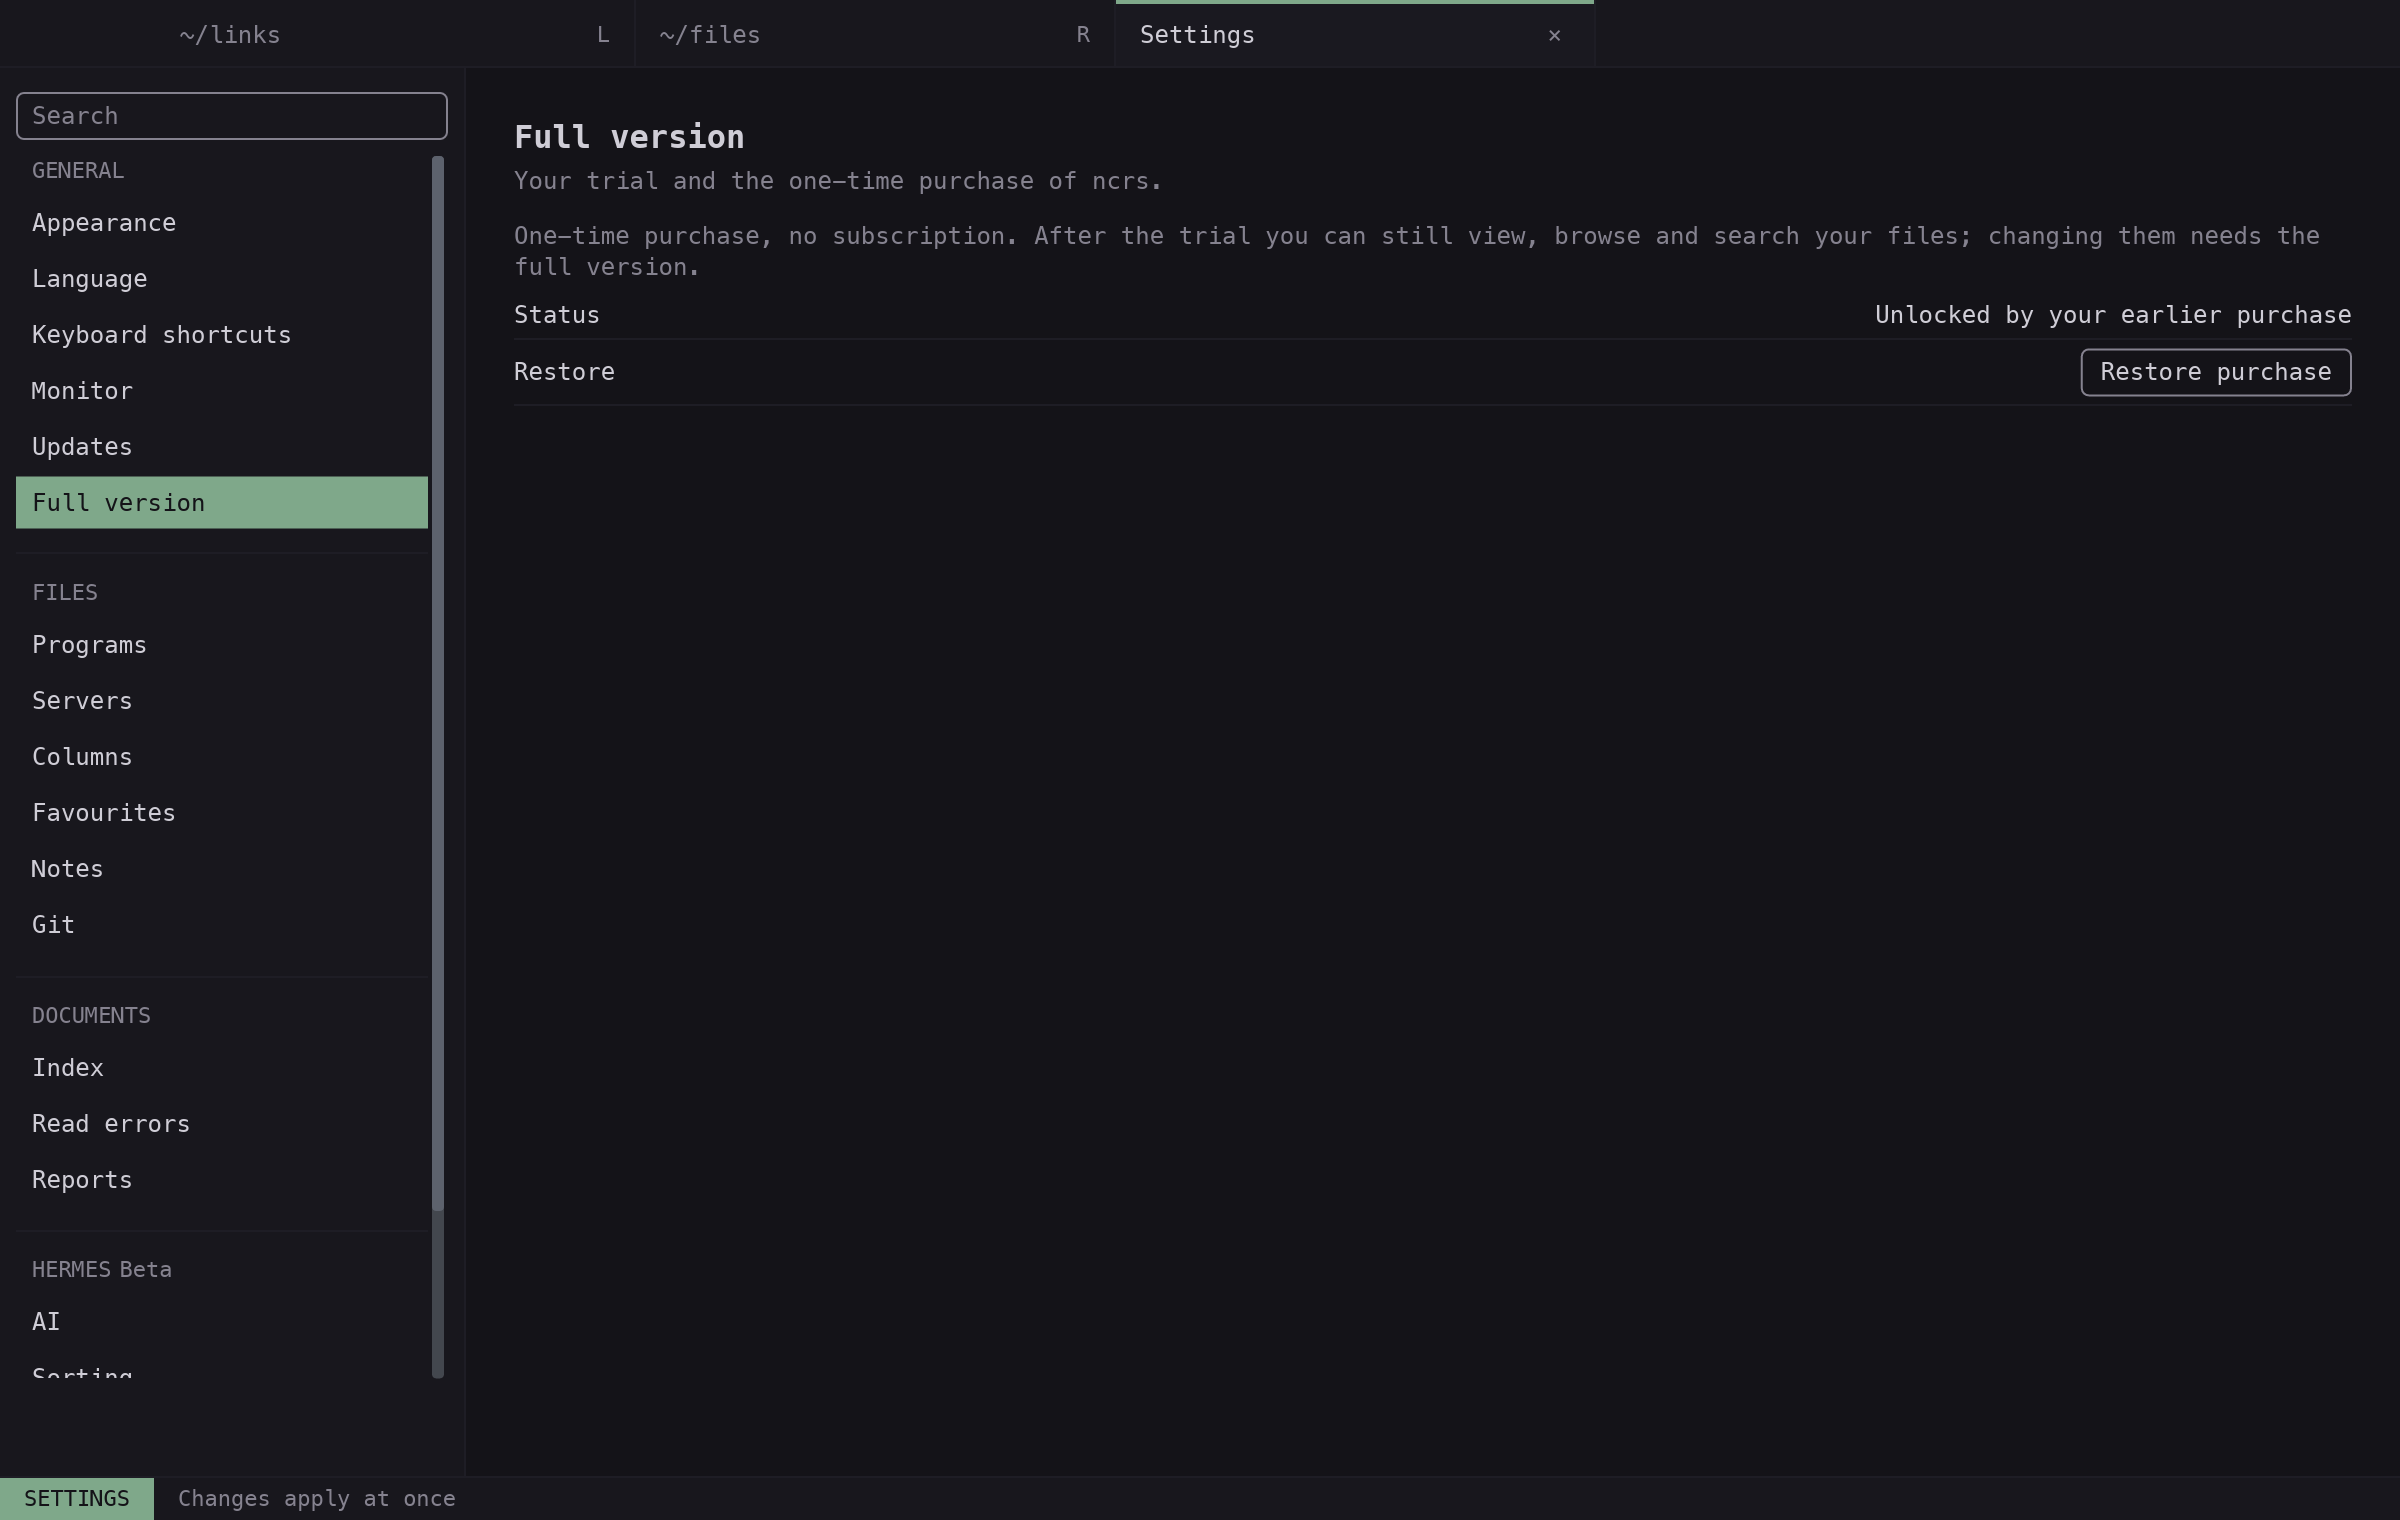 ~/links L ~/files R Settings ×
Search
GENERAL
Appearance
Language
Keyboard shortcuts
Monitor
Updates
Full version
FILES
Programs
Servers
Columns
Favourites
Notes
Git
DOCUMENTS
Index
Read errors
Reports
HERMES Beta
AI
Sorting
Full version
Your trial and the one-time purchase of ncrs.
One-time purchase, no subscription. After the trial you can still view, browse and search your files; changing them needs the
full version.
Status Unlocked by your earlier purchase
Restore Restore purchase
SETTINGS Changes apply at once